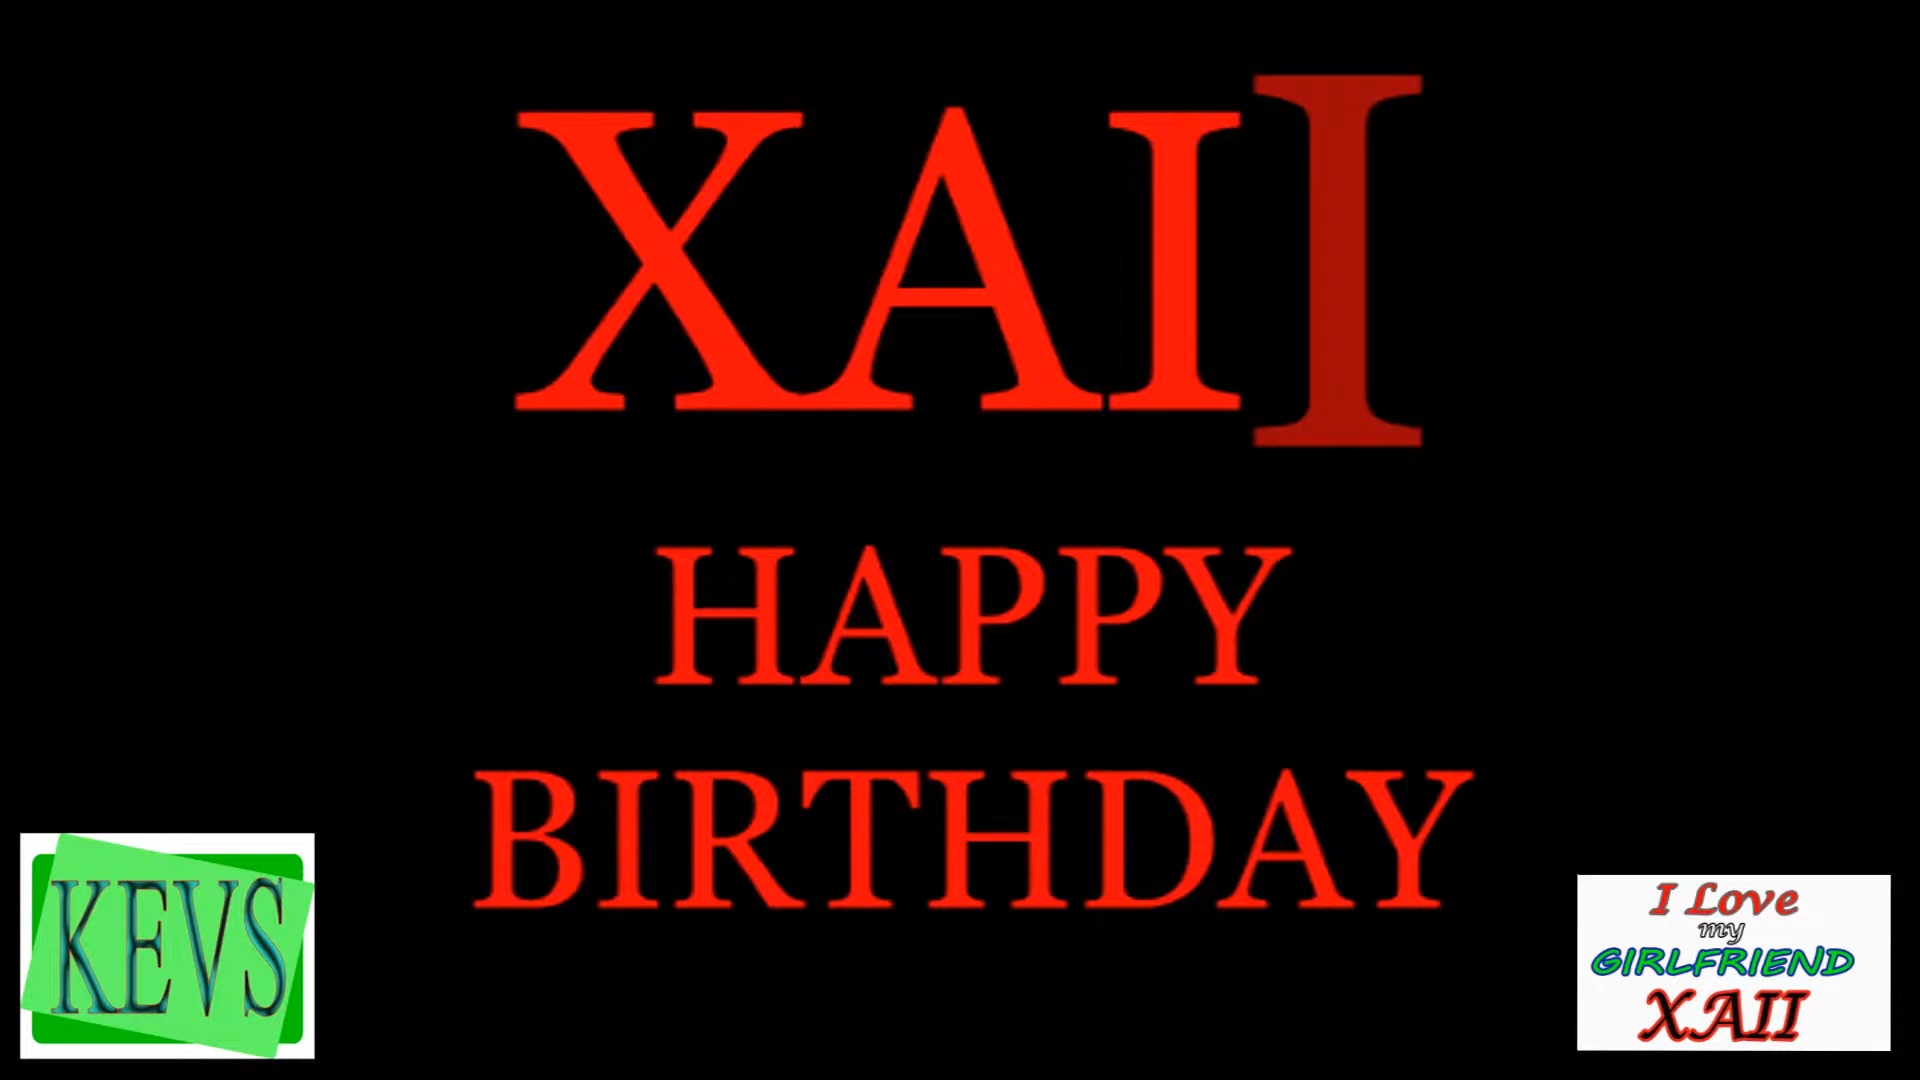 XAII
HAPPY
BIRTHDAY
KEVS
I Love
my
GIRLFRIEND
XAII